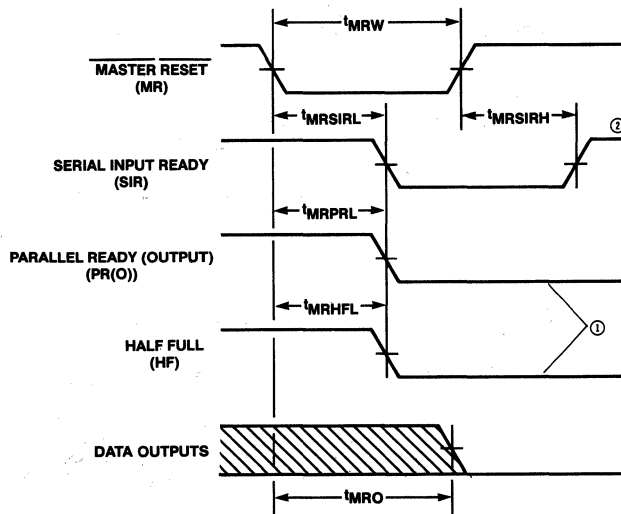 tMRW
MASTER RESET
(MR)
tMRSIRL
tMRSIRH
②
SERIAL INPUT READY
(SIR)
tMRPRL
PARALLEL READY (OUTPUT)
(PR(O))
tMRHFL
①
HALF FULL
(HF)
DATA OUTPUTS
tMRO